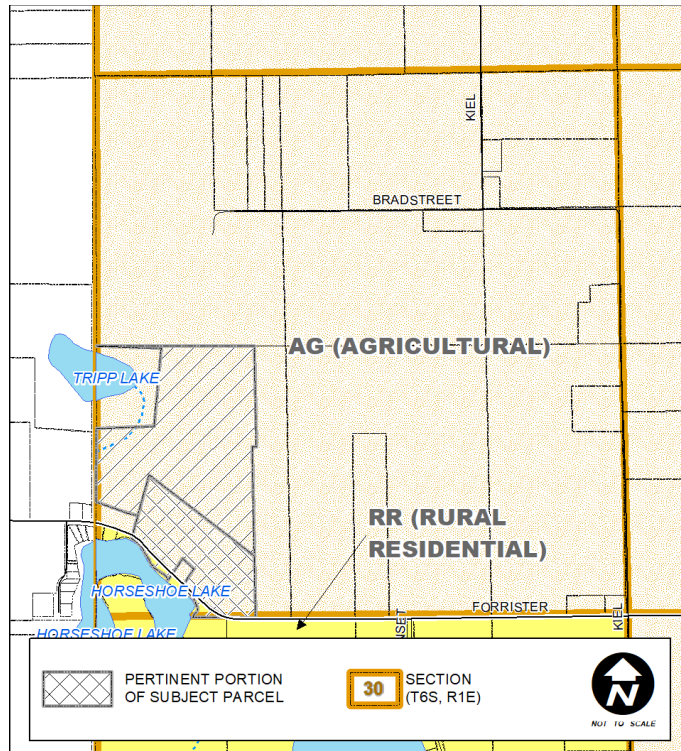 KIEL
BRADSTREET
AG (AGRICULTURAL)
TRIPP LAKE
RR (RURAL
RESIDENTIAL)
HORSESHOE LAKE
FORRISTER
KIEL
HORSESHOE LAKE
PERTINENT PORTION
OF SUBJECT PARCEL
30
SECTION
(T6S, R1E)
N
NOT TO SCALE